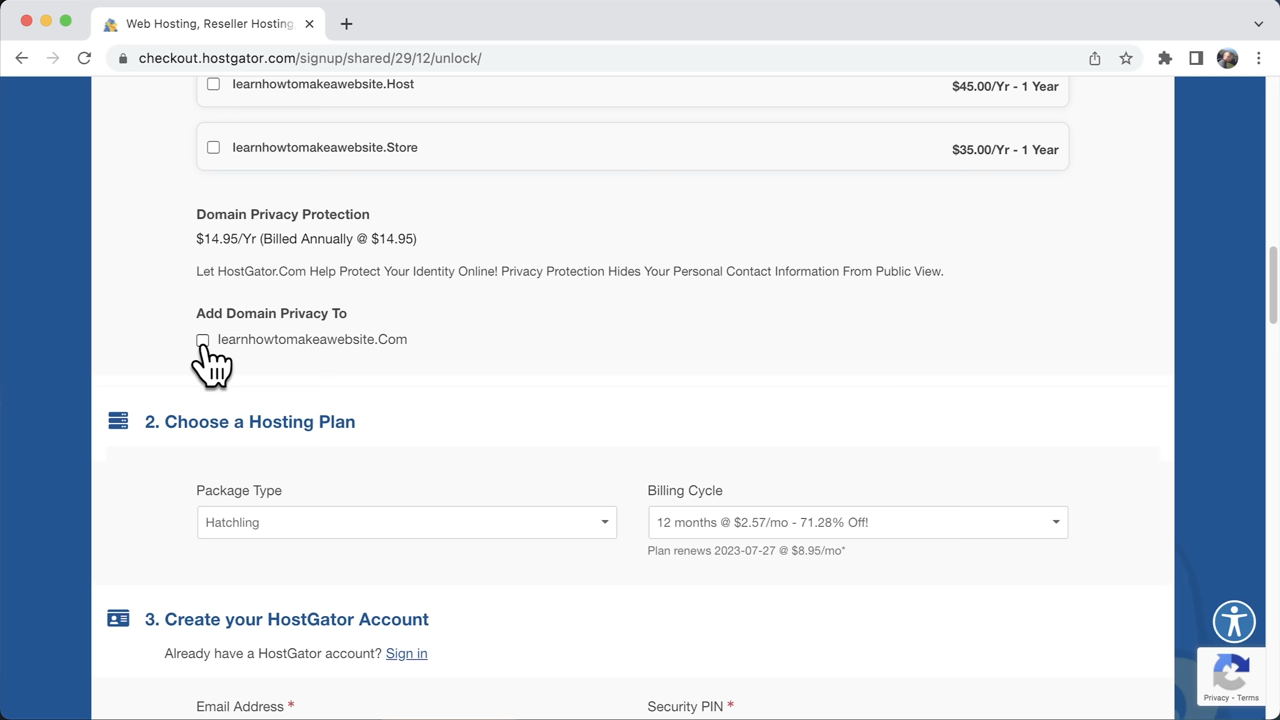 Web Hosting, Reseller Hosting,
checkout.hostgator.com/signup/shared/29/12/unlock/
learnhowtomakeawebsite.Host
$45.00/Yr - 1 Year
learnhowtomakeawebsite.Store
$35.00/Yr - 1 Year
Domain Privacy Protection
$14.95/Yr (Billed Annually @ $14.95)
Let HostGator.Com Help Protect Your Identity Online! Privacy Protection Hides Your Personal Contact Information From Public View.
Add Domain Privacy To
learnhowtomakeawebsite.Com
2. Choose a Hosting Plan
Package Type
Billing Cycle
Hatchling
12 months @ $2.57/mo - 71.28% Off!
Plan renews 2023-07-27 @ $8.95/mo*
3. Create your HostGator Account
Already have a HostGator account? Sign in
Email Address *
Security PIN *
Privacy - Terms